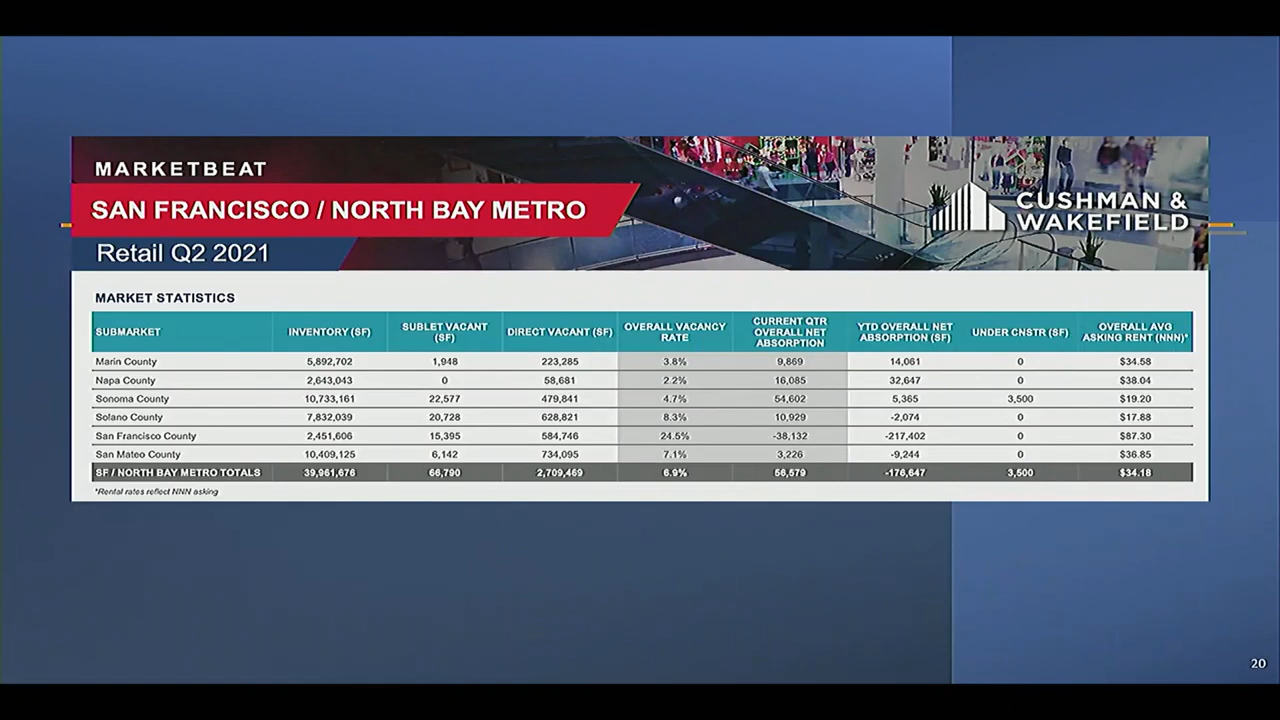 MARKETBEAT
SAN FRANCISCO / NORTH BAY METRO
Retail Q2 2021
CUSHMAN &
WAKEFIELD
MARKET STATISTICS
SUBMARKET INVENTORY (SF) SUBLET VACANT (SF) DIRECT VACANT (SF) OVERALL VACANCY RATE CURRENT QTR OVERALL NET ABSORPTION YTD OVERALL NET ABSORPTION (SF) UNDER CNSTR (SF) OVERALL AVG ASKING RENT (NNN)*
Marin County 5,892,702 1,948 223,285 3.8% 9,869 14,061 0 $34.58
Napa County 2,643,043 0 58,681 2.2% 16,085 32,647 0 $38.04
Sonoma County 10,733,161 22,577 479,841 4.7% 54,602 5,365 3,500 $19.20
Solano County 7,832,039 20,728 628,821 8.3% 10,929 -2,074 0 $17.88
San Francisco County 2,451,606 15,395 584,746 24.5% -38,132 -217,402 0 $87.30
San Mateo County 10,409,125 6,142 734,095 7.1% 3,226 -9,244 0 $36.85
SF / NORTH BAY METRO TOTALS 39,961,676 66,790 2,709,469 6.9% 56,579 -176,647 3,500 $34.18
*Rental rates reflect NNN asking
20